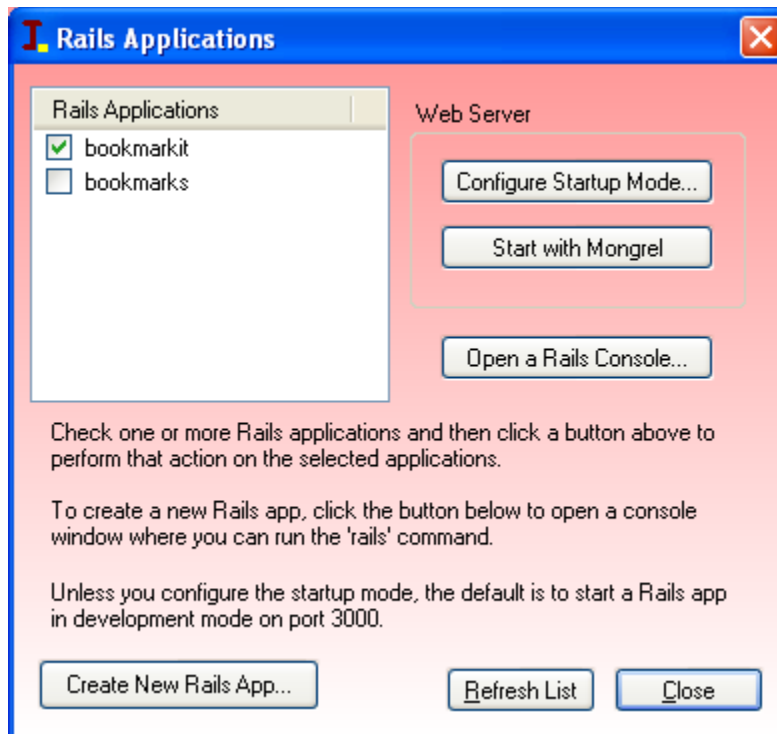 Rails Applications
Rails Applications
bookmarkit
bookmarks
Web Server
Configure Startup Mode...
Start with Mongrel
Open a Rails Console...
Check one or more Rails applications and then click a button above to
perform that action on the selected applications.
To create a new Rails app, click the button below to open a console
window where you can run the 'rails' command.
Unless you configure the startup mode, the default is to start a Rails app
in development mode on port 3000.
Create New Rails App...
Refresh List
Close